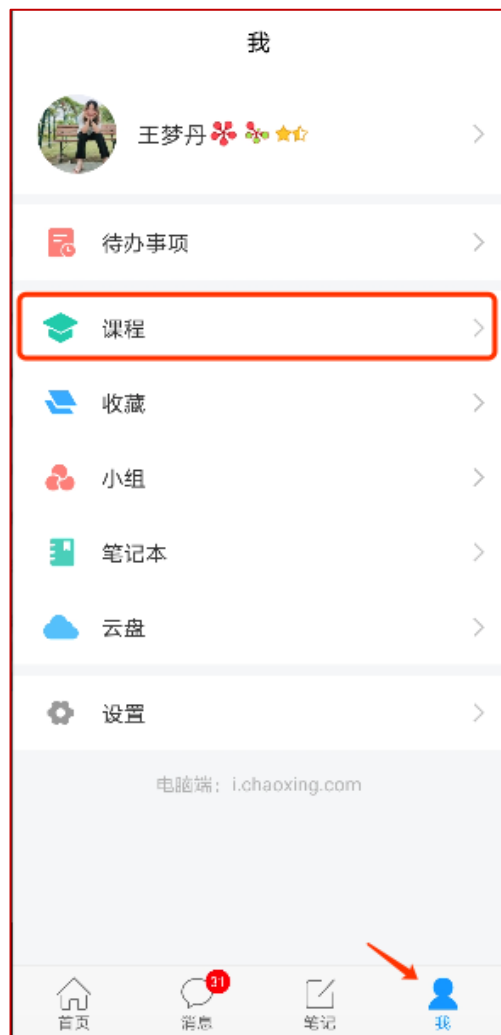 我
王梦丹
待办事项
课程
收藏
小组
笔记本
云盘
设置
电脑端：i.chaoxing.com
31
首页
消息
笔记
我